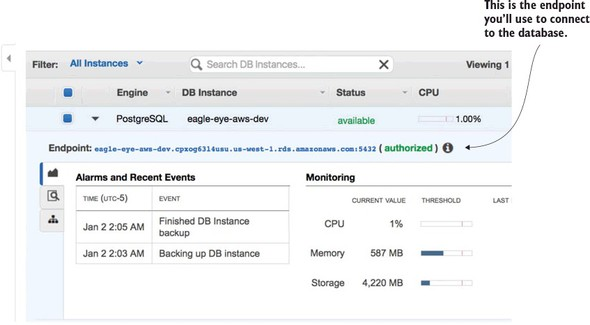 This is the endpoint
you'll use to connect
to the database.
Filter: All Instances Search DB Instances... Viewing 1
Engine DB Instance Status CPU
PostgreSQL eagle-eye-aws-dev available 1.00%
Endpoint: eagle-eye-aws-dev.cpxog6314usu.us-west-1.rds.amazonaws.com:5432 ( authorized )
Alarms and Recent Events
TIME (UTC-5) EVENT
Jan 2 2:05 AM Finished DB Instance
backup
Jan 2 2:03 AM Backing up DB instance
Monitoring
CURRENT VALUE THRESHOLD LAST
CPU 1%
Memory 587 MB
Storage 4,220 MB